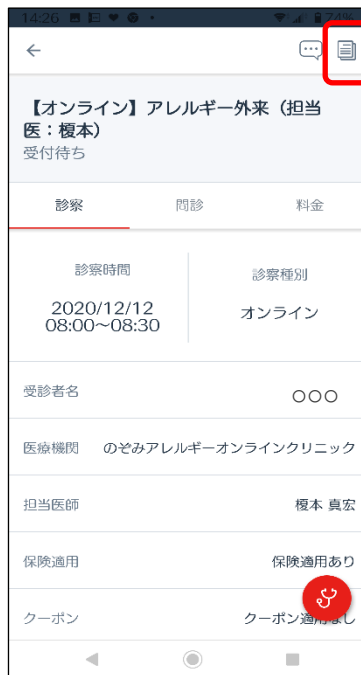 14:26
74%
【オンライン】アレルギー外来（担当
医：榎本）
受付待ち
診察 問診 料金
診察時間 診察種別
2020/12/12
08:00～08:30
オンライン
受診者名 ○○○
医療機関 のぞみアレルギーオンラインクリニック
担当医師 榎本 真宏
保険適用 保険適用あり
クーポン クーポン適用なし